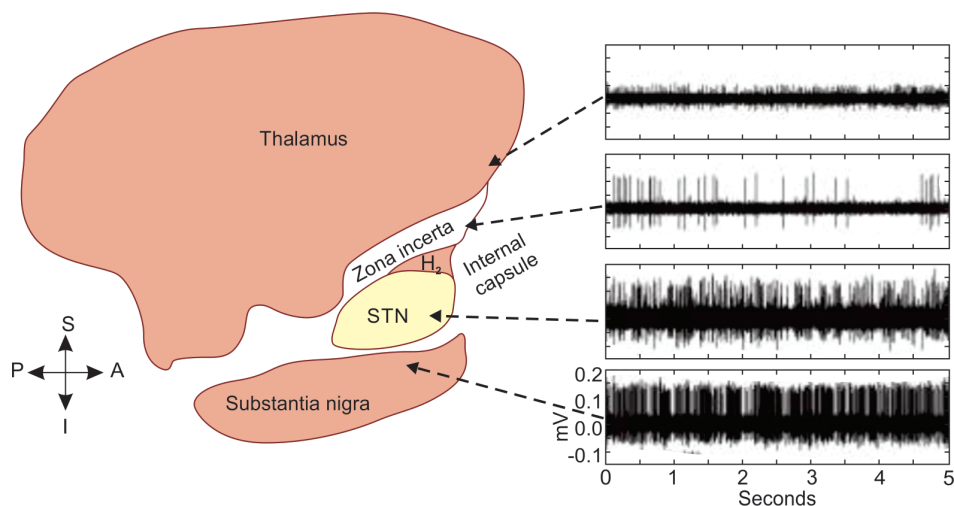 Thalamus
Zona incerta
H2
Internal
capsule
STN
Substantia nigra
S
P A
I
0.2
0.1
0.0
-0.1
mV
0 1 2 3 4 5
Seconds